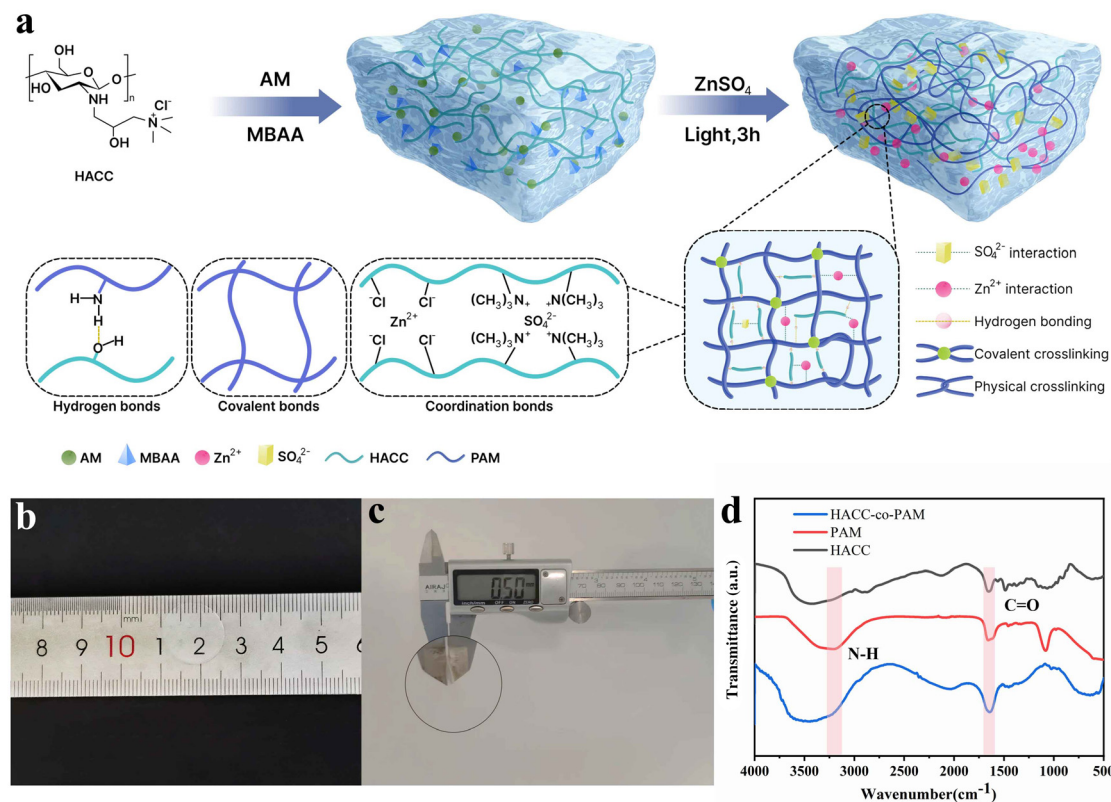 a
OH
O
O
HO
NH
n
Cl⁻
N⁺
OH
HACC
AM
MBAA
ZnSO₄
Light,3h
H—N
H
O
H
Hydrogen bonds
Covalent bonds
⁻Cl
Cl⁻
(CH₃)₃N₊
₊N(CH₃)₃
Zn²⁺
SO₄²⁻
⁻Cl
Cl⁻
(CH₃)₃N⁺
⁺N(CH₃)₃
Coordination bonds
SO₄²⁻ interaction
Zn²⁺ interaction
Hydrogen bonding
Covalent crosslinking
Physical crosslinking
AM
MBAA
Zn²⁺
SO₄²⁻
HACC
PAM
b
mm
8 9 10 1 2 3 4 5 6
c
0.50
mm
d
HACC-co-PAM
PAM
HACC
C=O
N-H
Transmittance (a.u.)
4000 3500 3000 2500 2000 1500 1000 500
Wavenumber(cm⁻¹)